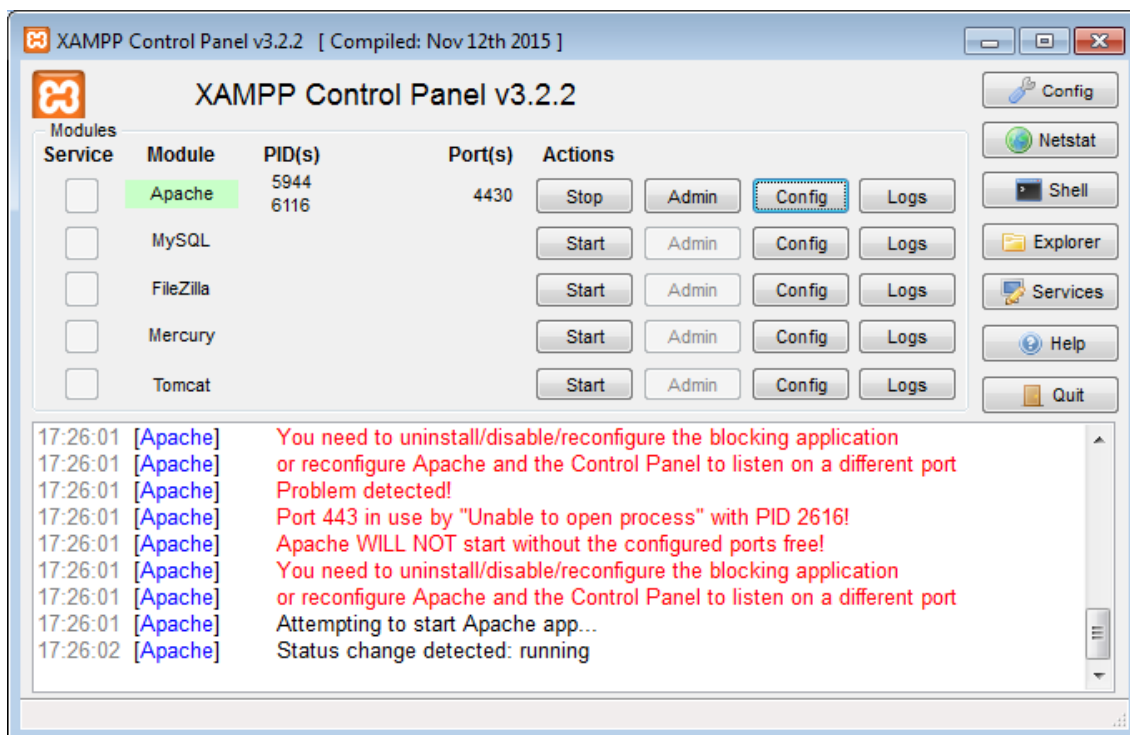 XAMPP Control Panel v3.2.2 [ Compiled: Nov 12th 2015 ]
XAMPP Control Panel v3.2.2
Config
Modules
Service Module PID(s) Port(s) Actions
Netstat
Apache 5944 6116 4430 Stop Admin Config Logs
Shell
MySQL Start Admin Config Logs
Explorer
FileZilla Start Admin Config Logs
Services
Mercury Start Admin Config Logs
Help
Tomcat Start Admin Config Logs
Quit
17:26:01 [Apache] You need to uninstall/disable/reconfigure the blocking application
17:26:01 [Apache] or reconfigure Apache and the Control Panel to listen on a different port
17:26:01 [Apache] Problem detected!
17:26:01 [Apache] Port 443 in use by "Unable to open process" with PID 2616!
17:26:01 [Apache] Apache WILL NOT start without the configured ports free!
17:26:01 [Apache] You need to uninstall/disable/reconfigure the blocking application
17:26:01 [Apache] or reconfigure Apache and the Control Panel to listen on a different port
17:26:01 [Apache] Attempting to start Apache app...
17:26:02 [Apache] Status change detected: running